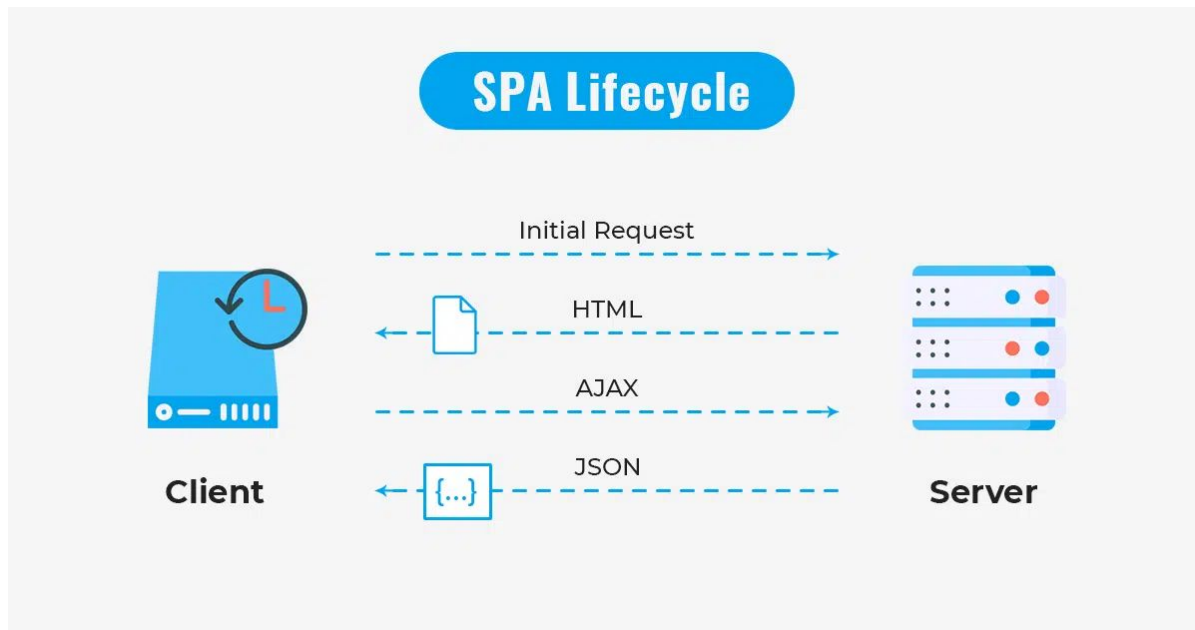 SPA Lifecycle
Initial Request
HTML
AJAX
JSON
{...}
Client
Server